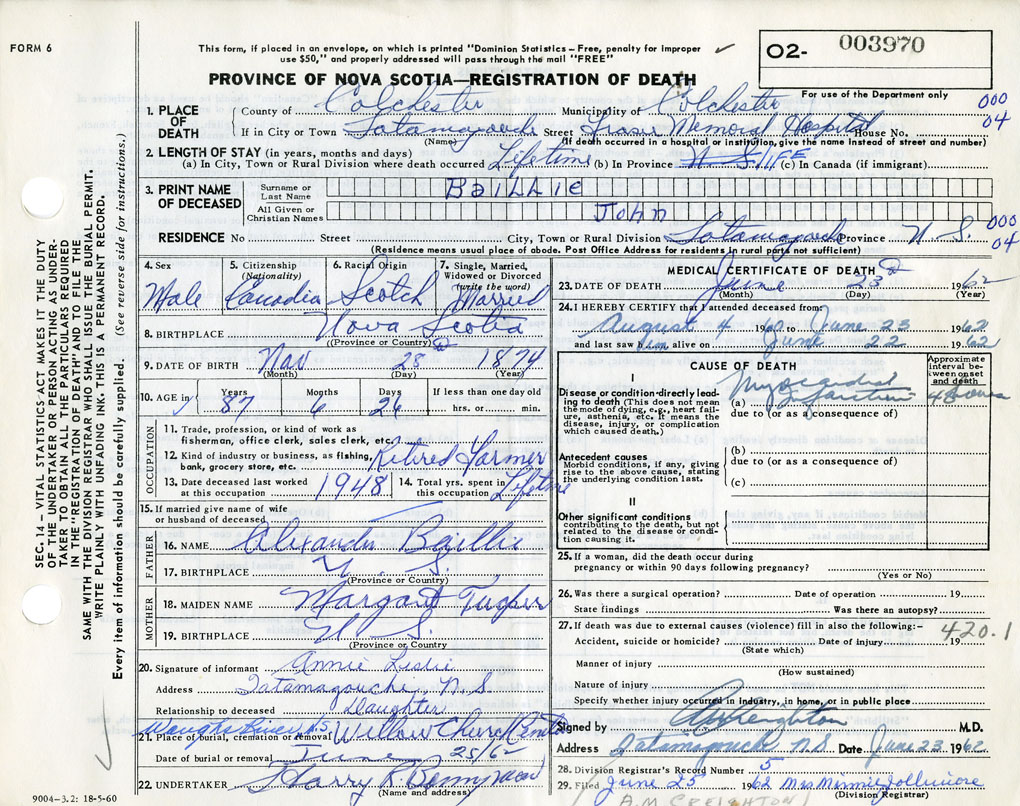 FORM 6
This form, if placed in an envelope, on which is printed "Dominion Statistics – Free, penalty for improper
use $50," and properly addressed will pass through the mail "FREE"
O2- 003970
For use of the Department only
PROVINCE OF NOVA SCOTIA—REGISTRATION OF DEATH
1. PLACE OF DEATH
County of Colchester Municipality of Colchester
000
04
If in City or Town Tatamagouche Street Frasier Memorial Hospital House No.
(Name) (If death occurred in a hospital or institution, give the name instead of street and number)
2. LENGTH OF STAY (in years, months and days)
(a) In City, Town or Rural Division where death occurred Lifetime (b) In Province N S LIFE (c) In Canada (if immigrant)
3. PRINT NAME OF DECEASED
Surname or Last Name BAILLIE
All Given or Christian Names JOHN
RESIDENCE No Street City, Town or Rural Division Tatamagouche Province N. S.
000
04
(Residence means usual place of abode. Post Office Address for residents in rural parts not sufficient)
4. Sex Male
5. Citizenship (Nationality) Canadia
6. Racial Origin Scotch
7. Single, Married, Widowed or Divorced (write the word) Married
8. BIRTHPLACE Nova Scotia
(Province or Country)
9. DATE OF BIRTH Nov 28 1874
(Month) (Day) (Year)
10. AGE in Years 87 Months 6 Days 26 If less than one day old hrs. or min.
OCCUPATION
11. Trade, profession, or kind of work as
fisherman, office clerk, sales clerk, etc.
12. Kind of industry or business, as fishing,
bank, grocery store, etc. Retired Farmer
13. Date deceased last worked
at this occupation 1948
14. Total yrs. spent in
this occupation Lifetime
15. If married give name of wife
or husband of deceased
FATHER
16. NAME Alexander Baillie
17. BIRTHPLACE N. S.
(Province or Country)
MOTHER
18. MAIDEN NAME Margaret Tupper
19. BIRTHPLACE N. S.
(Province or Country)
20. Signature of informant Annie Leslie
Address Tatamagouche, N.S
Relationship to deceased Daughter
Waughs River N.S
21. Place of burial, cremation or removal Willow Church
Date of burial or removal June 25/62
22. UNDERTAKER Harry R
(Name and address)
MEDICAL CERTIFICATE OF DEATH
23. DATE OF DEATH June 23 1962
(Month) (Day) (Year)
24. I HEREBY CERTIFY that I attended deceased from:
August 4 to June 23 1962
and last saw him alive on June 22 1962
CAUSE OF DEATH
Approximate interval between onset and death
I
Disease or condition directly leading to death (This does not mean the mode of dying, e.g., heart failure, asthenia, etc. It means the disease, injury, or complication which caused death.)
(a) Myocardial Infarction 48
due to (or as a consequence of)
Antecedent causes
Morbid conditions, if any, giving rise to the above cause, stating the underlying condition last.
(b)
due to (or as a consequence of)
(c)
II
Other significant conditions
contributing to the death, but not related to the disease or condition causing it.
25. If a woman, did the death occur during
pregnancy or within 90 days following pregnancy?
(Yes or No)
26. Was there a surgical operation? Date of operation 19
State findings Was there an autopsy?
27. If death was due to external causes (violence) fill in also the following:–
420.1
Accident, suicide or homicide? Date of injury 19
(State which)
Manner of injury
(How sustained)
Nature of injury
Specify whether injury occurred in industry, in home, or in public place
Signed by A M Creighton M.D.
Address Tatamagouche N.S Date June 23 1962
28. Division Registrar's Record Number 5
29. Filed June 25 1962 Mrs Minnie Jollimore
(Division Registrar)
A.M CREIGHTON
SEC. 14 – VITAL STATISTICS ACT MAKES IT THE DUTY
OF THE UNDERTAKER OR PERSON ACTING AS UNDER-
TAKER TO OBTAIN ALL THE PARTICULARS REQUIRED
IN THE "REGISTRATION OF DEATH" AND TO FILE THE
SAME WITH THE DIVISION REGISTRAR WHO SHALL ISSUE THE BURIAL PERMIT.
WRITE PLAINLY WITH UNFADING INK. THIS IS A PERMANENT RECORD.
Every item of information should be carefully supplied. (See reverse side for instructions.)
9004–3.2: 18-5-60